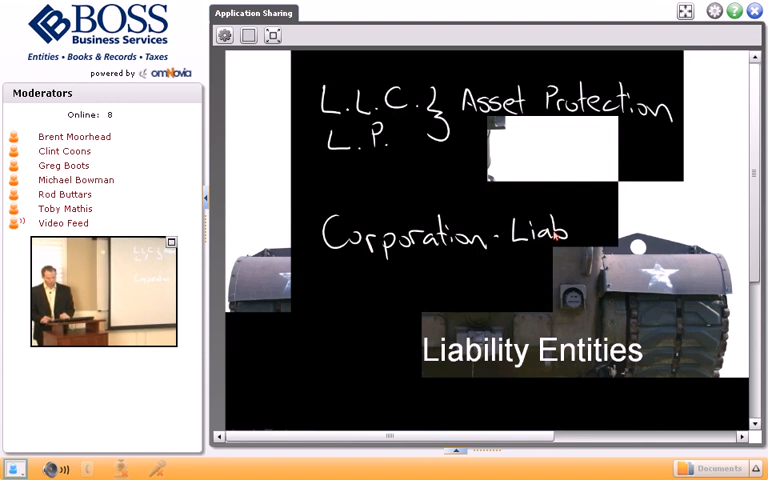 BOSS
Business Services
Entities • Books & Records • Taxes
powered by omNovia
Moderators
Online: 8
Brent Moorhead
Clint Coons
Greg Boots
Michael Bowman
Rod Buttars
Toby Mathis
Video Feed
Application Sharing
L.L.C. } Asset Protection
L.P.
Corporation - Liab
Liability Entities
Documents